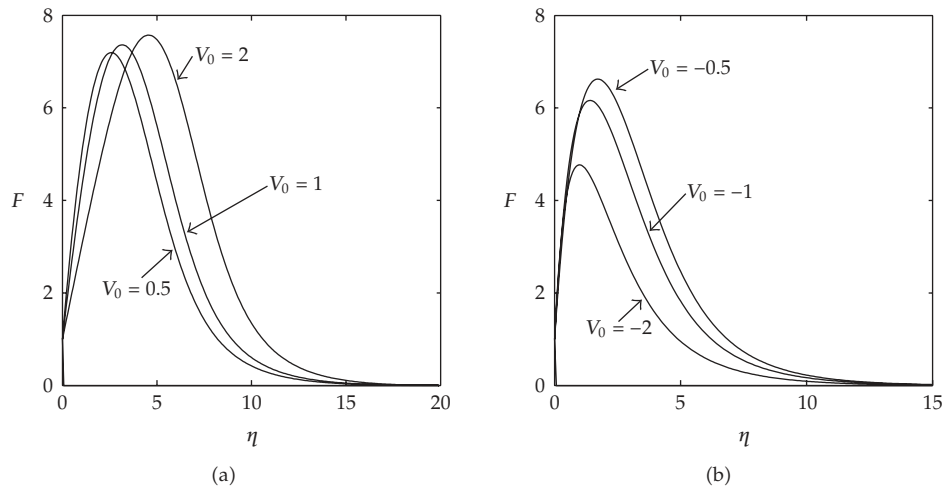 8
6
F 4
2
0
0 5 10 15 20
η
V₀ = 2
V₀ = 1
V₀ = 0.5
(a)
8
6
F 4
2
0
0 5 10 15
η
V₀ = −0.5
V₀ = −1
V₀ = −2
(b)